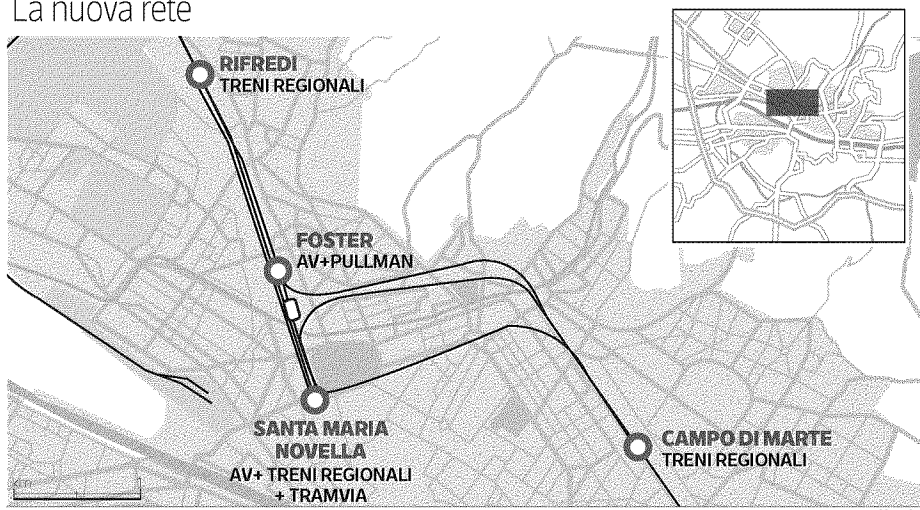 La nuova rete
RIFREDI
TRENI REGIONALI
FOSTER
AV+PULLMAN
SANTA MARIA
NOVELLA
AV+ TRENI REGIONALI
+ TRAMVIA
CAMPO DI MARTE
TRENI REGIONALI